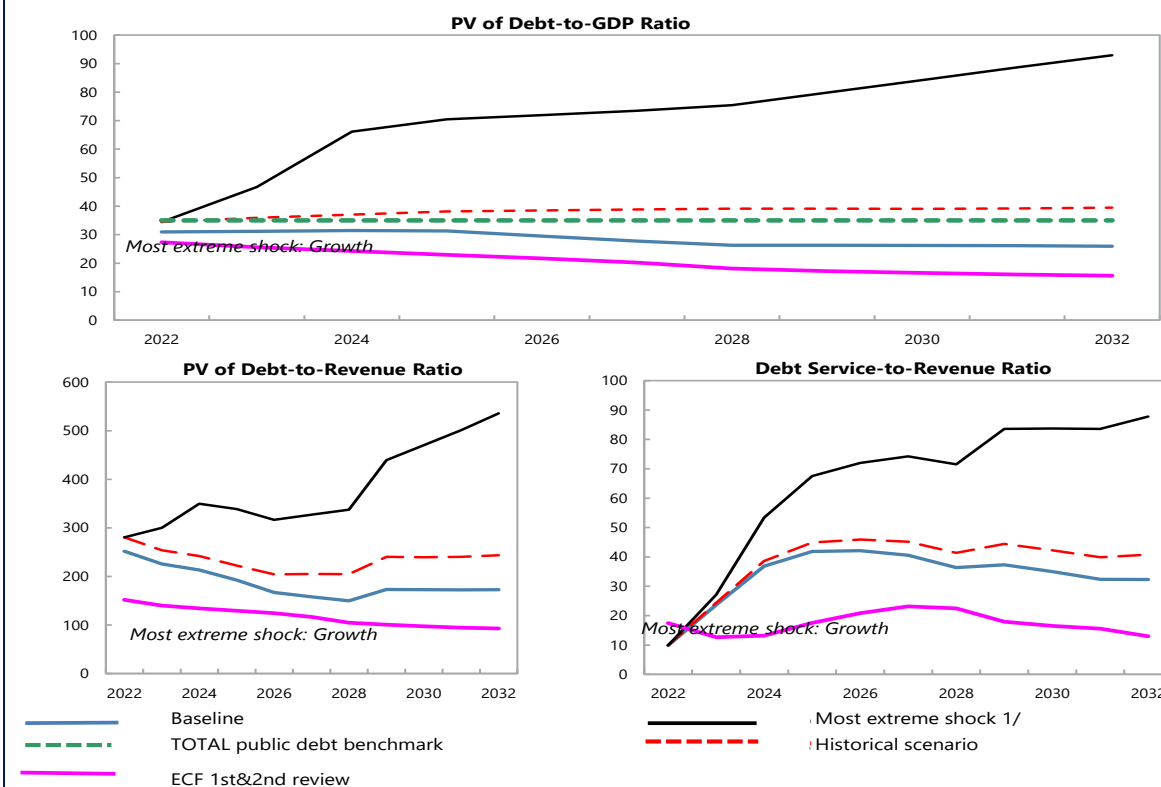 PV of Debt-to-GDP Ratio
100
90
80
70
60
50
40
30
20
10
0
Most extreme shock: Growth
2022 2024 2026 2028 2030 2032
PV of Debt-to-Revenue Ratio
600
500
400
300
200
100
0
Most extreme shock: Growth
2022 2024 2026 2028 2030 2032
Debt Service-to-Revenue Ratio
100
90
80
70
60
50
40
30
20
10
0
Most extreme shock: Growth
2022 2024 2026 2028 2030 2032
Baseline
TOTAL public debt benchmark
ECF 1st&2nd review
Most extreme shock 1/
Historical scenario